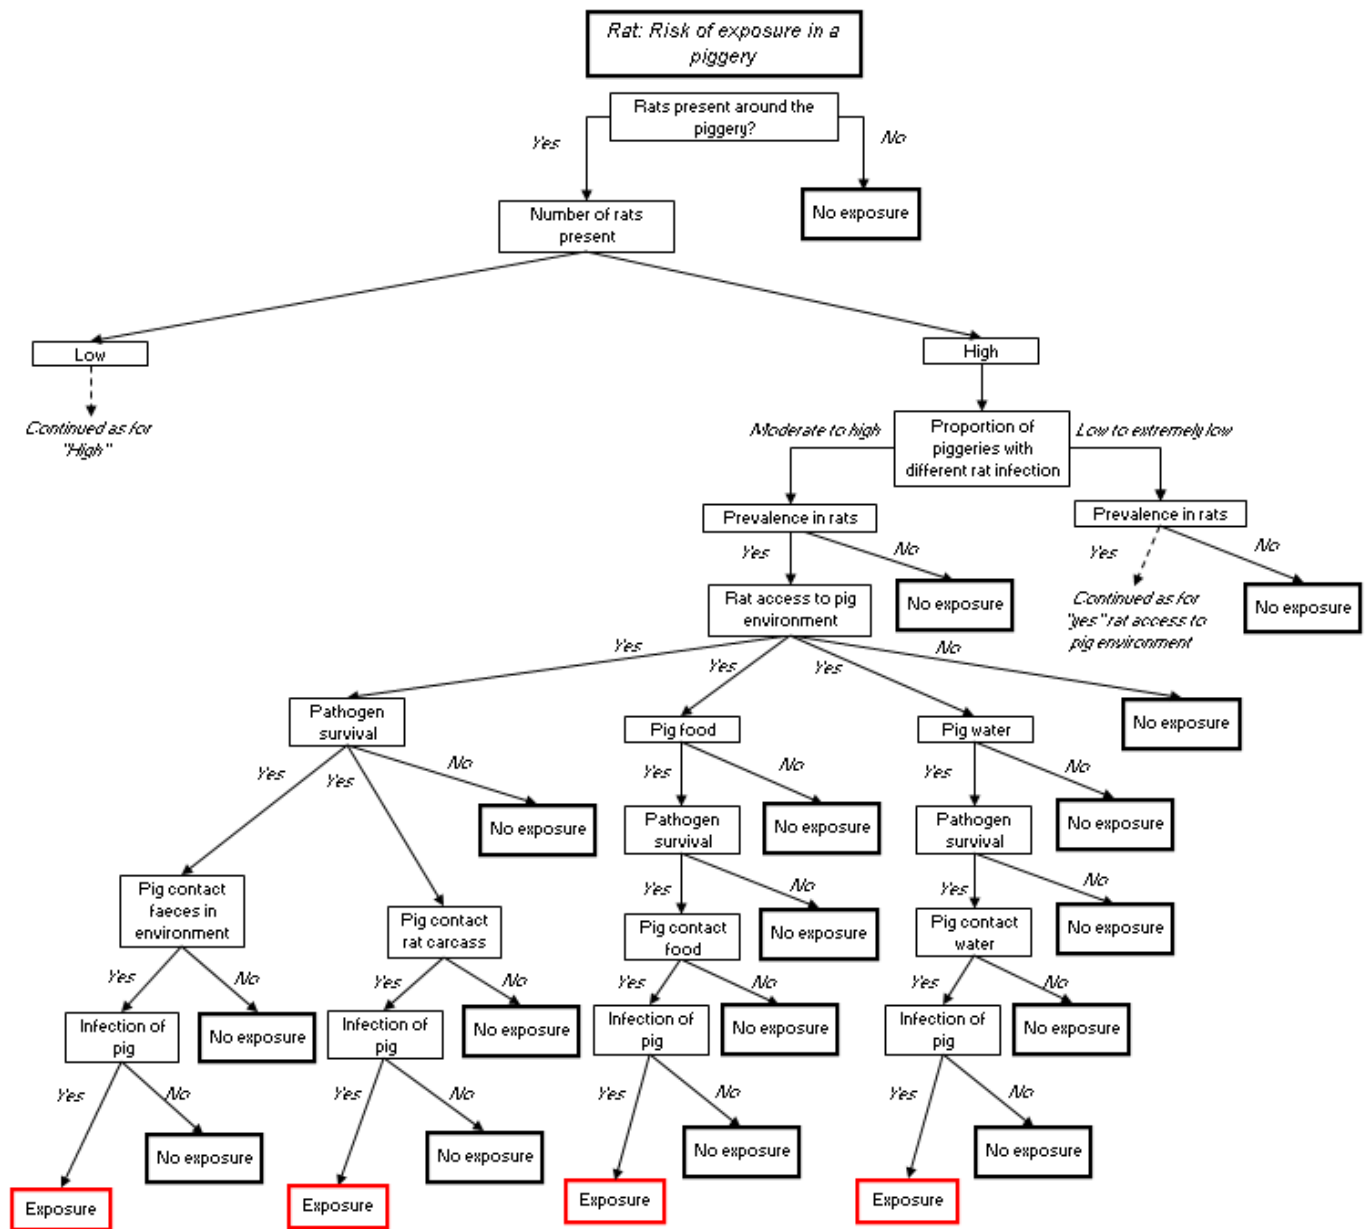 Rat: Risk of exposure in a
piggery
Rats present around the
piggery?
Yes
No
No exposure
Number of rats
present
Low
High
Continued as for
"High"
Moderate to high
Proportion of
piggeries with
different rat infection
Low to extremely low
Prevalence in rats
Prevalence in rats
Yes
No
Yes
No
Rat access to pig
environment
No exposure
Continued as for
"yes" rat access to
pig environment
No exposure
Yes
Yes
Yes
No
Pathogen
survival
Pig food
Pig water
No exposure
Yes
Yes
No
Yes
No
Yes
No
No exposure
Pathogen
survival
No exposure
Pathogen
survival
No exposure
Pig contact
faeces in
environment
Pig contact
rat carcass
Yes
No
Yes
No
Pig contact
food
No exposure
Pig contact
water
No exposure
Yes
No
Yes
No
Yes
No
Yes
No
Infection of
pig
No exposure
Infection of
pig
No exposure
Infection of
pig
No exposure
Infection of
pig
No exposure
Yes
No
Yes
No
Yes
No
Yes
No
No exposure
No exposure
No exposure
No exposure
Exposure
Exposure
Exposure
Exposure